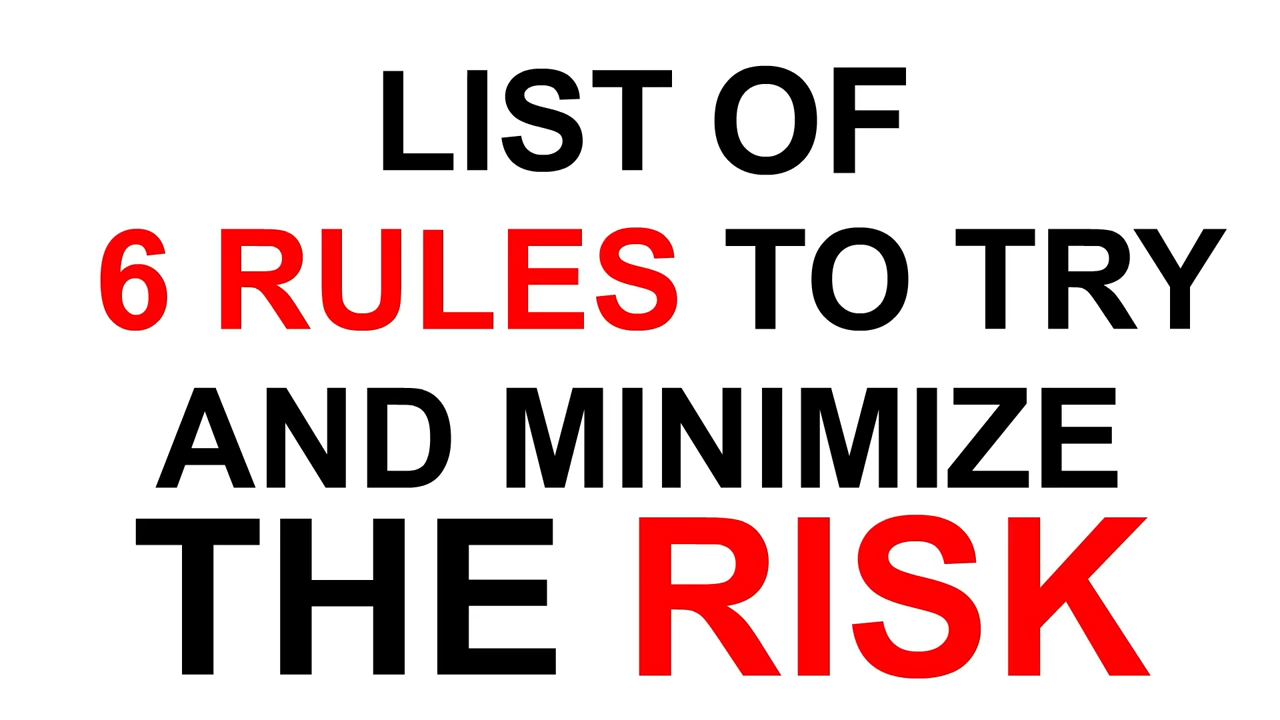 LIST OF
6 RULES TO TRY
AND MINIMIZE
THE RISK